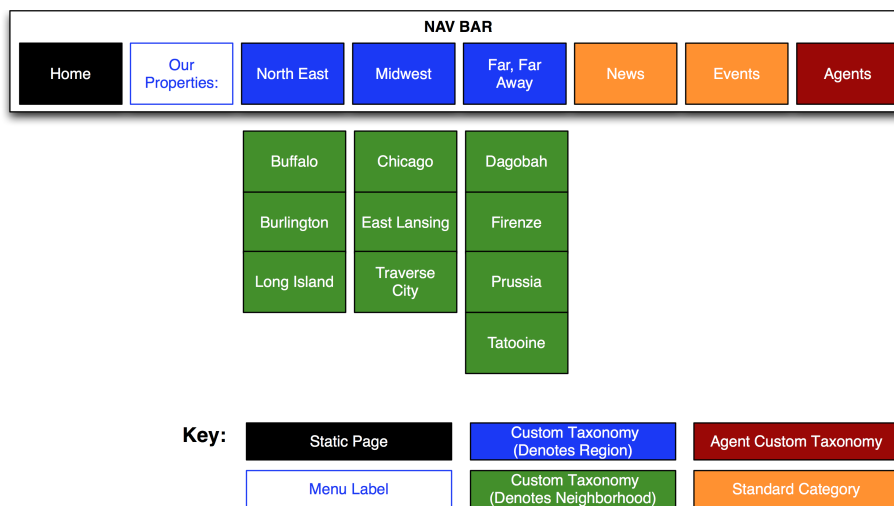 NAV BAR
Home
Our
Properties:
North East
Midwest
Far, Far
Away
News
Events
Agents
Buffalo
Chicago
Dagobah
Burlington
East Lansing
Firenze
Long Island
Traverse
City
Prussia
Tatooine
Key:
Static Page
Custom Taxonomy
(Denotes Region)
Agent Custom Taxonomy
Menu Label
Custom Taxonomy
(Denotes Neighborhood)
Standard Category